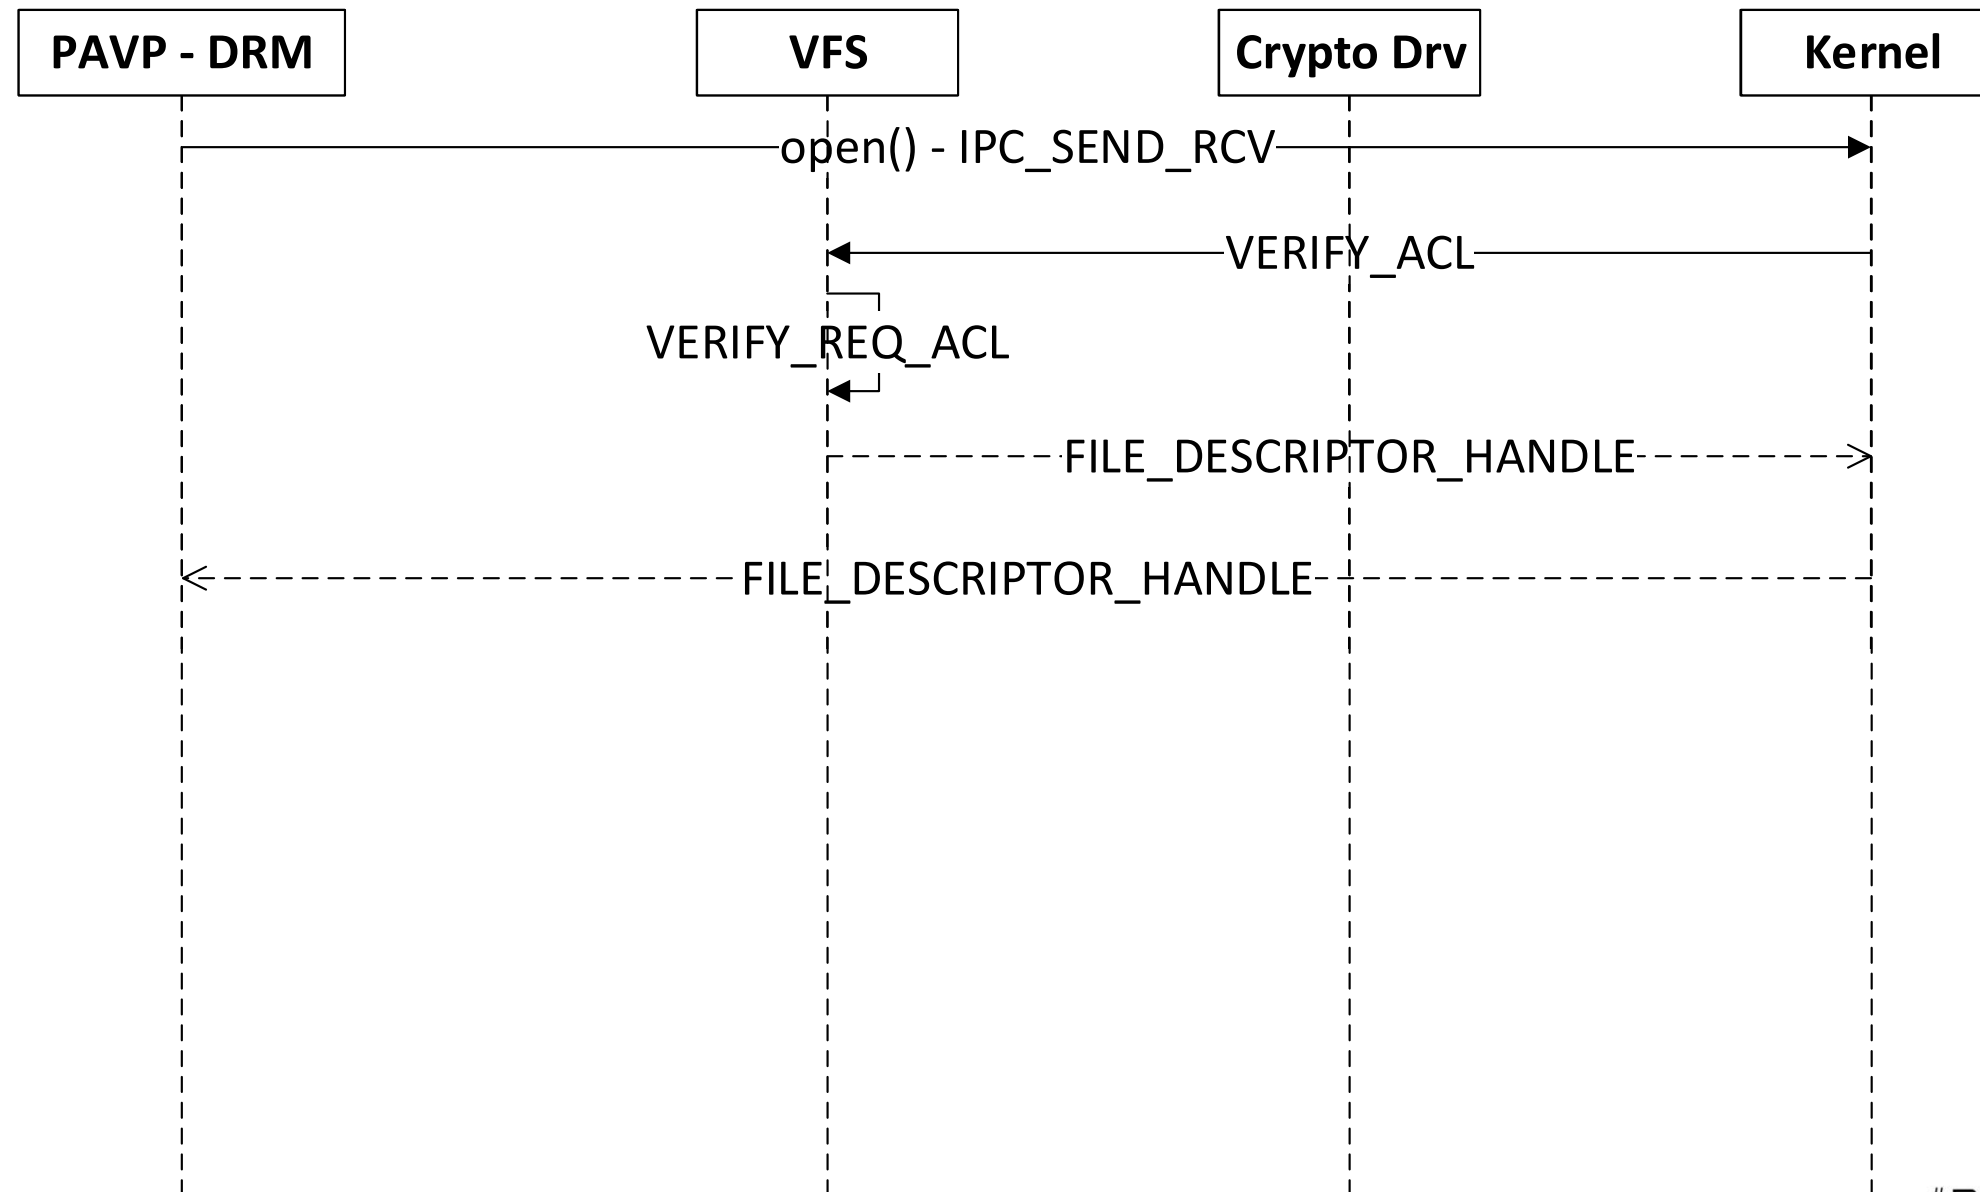 PAVP - DRM
VFS
Crypto Drv
Kernel
open() - IPC_SEND_RCV
VERIFY_ACL
VERIFY_REQ_ACL
FILE_DESCRIPTOR_HANDLE
FILE_DESCRIPTOR_HANDLE